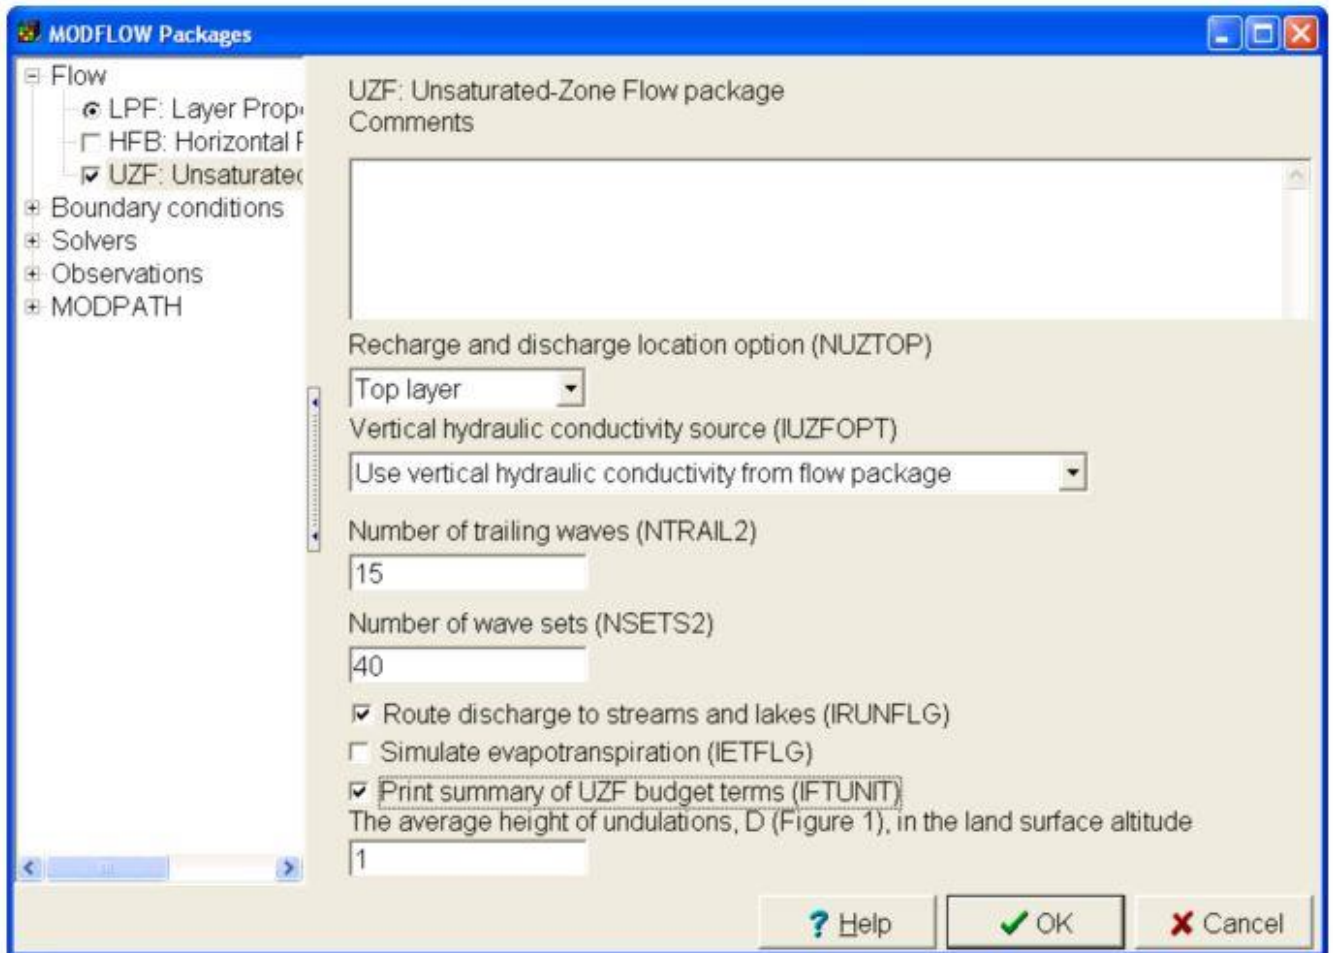 MODFLOW Packages
Flow
LPF: Layer Prop
HFB: Horizontal
UZF: Unsaturated
Boundary conditions
Solvers
Observations
MODPATH
UZF: Unsaturated-Zone Flow package
Comments
Recharge and discharge location option (NUZTOP)
Top layer
Vertical hydraulic conductivity source (IUZFOPT)
Use vertical hydraulic conductivity from flow package
Number of trailing waves (NTRAIL2)
15
Number of wave sets (NSETS2)
40
Route discharge to streams and lakes (IRUNFLG)
Simulate evapotranspiration (IETFLG)
Print summary of UZF budget terms (IFTUNIT)
The average height of undulations, D (Figure 1), in the land surface altitude
1
? Help
OK
Cancel